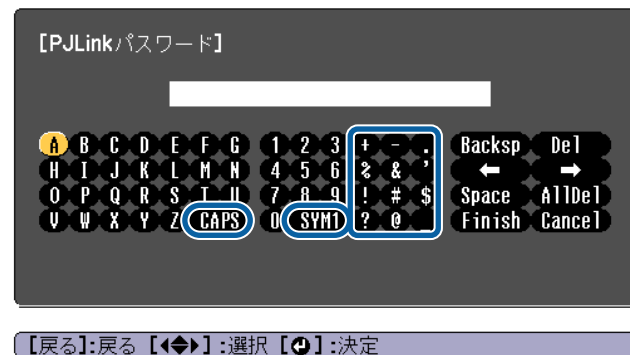 [PJLinkパスワード]
A B C D E F G 1 2 3 + - . Backsp Del
H I J K L M N 4 5 6 % & ' ← →
O P Q R S T U 7 8 9 ! # $ Space AllDel
V W X Y Z CAPS 0 SYM1 ? @ _ Finish Cancel
[戻る]:戻る [◆]:選択 [↵]:決定